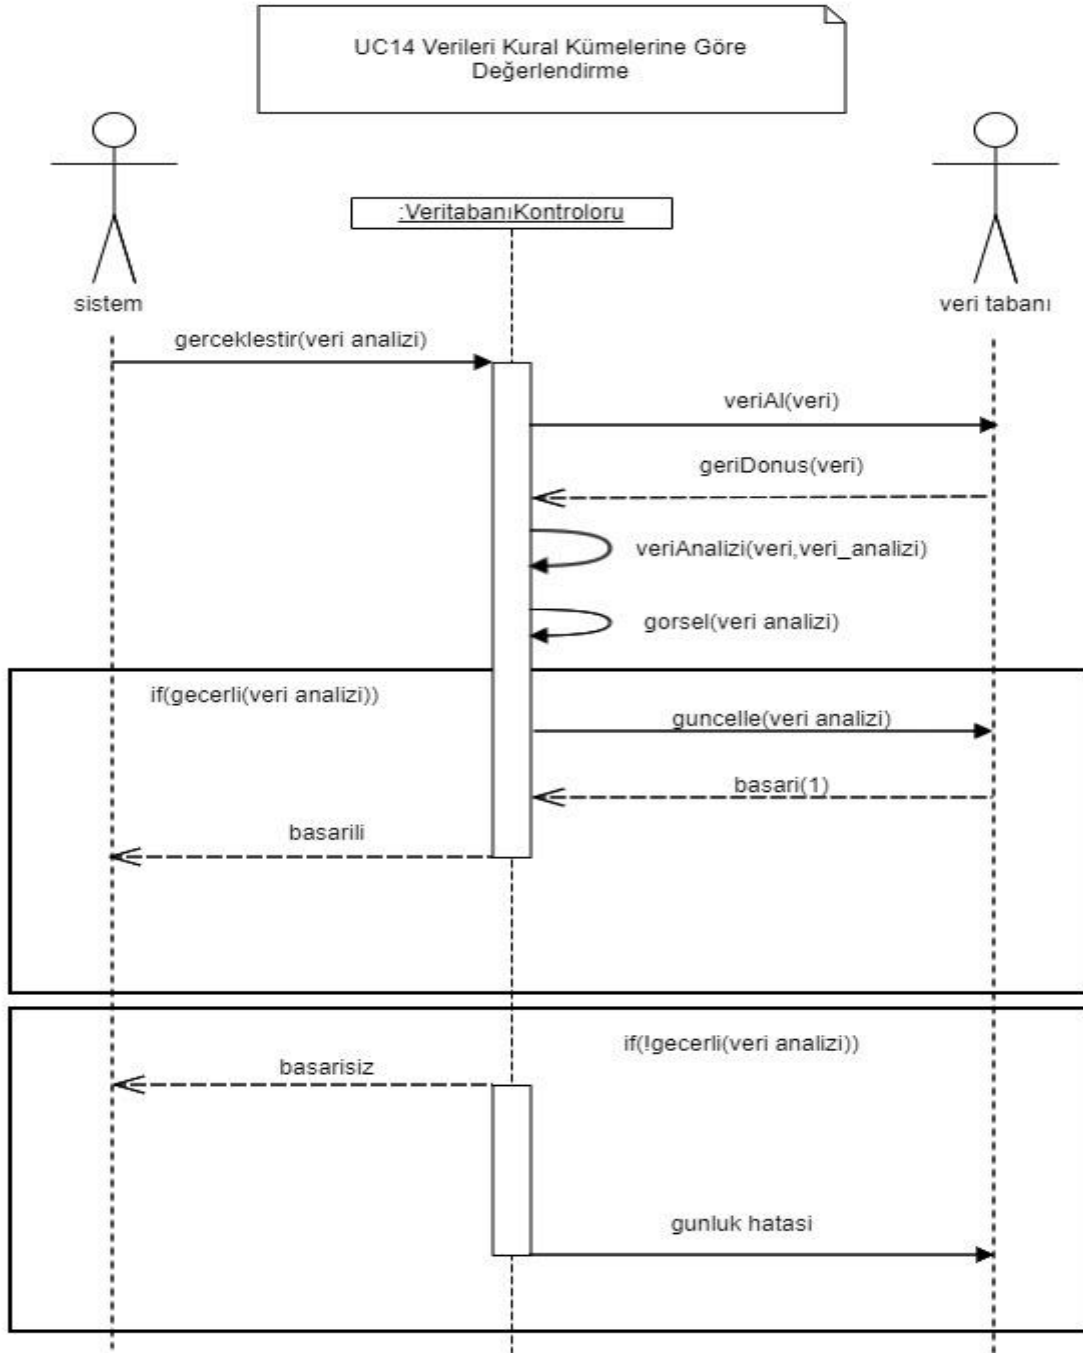 UC14 Verileri Kural Kümelerine Göre
Değerlendirme
:VeritabanıKontroloru
sistem
veri tabanı
gerceklestir(veri analizi)
veriAl(veri)
geriDonus(veri)
veriAnalizi(veri,veri_analizi)
gorsel(veri analizi)
if(gecerli(veri analizi))
guncelle(veri analizi)
basari(1)
basarili
if(!gecerli(veri analizi))
basarisiz
gunluk hatasi